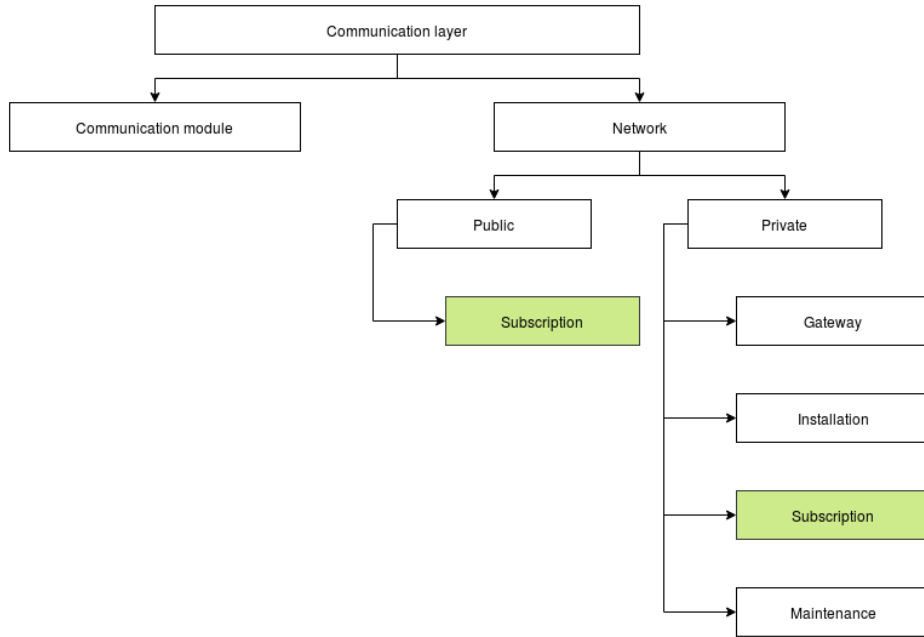 Communication layer
Communication module
Network
Public
Private
Subscription
Gateway
Installation
Subscription
Maintenance